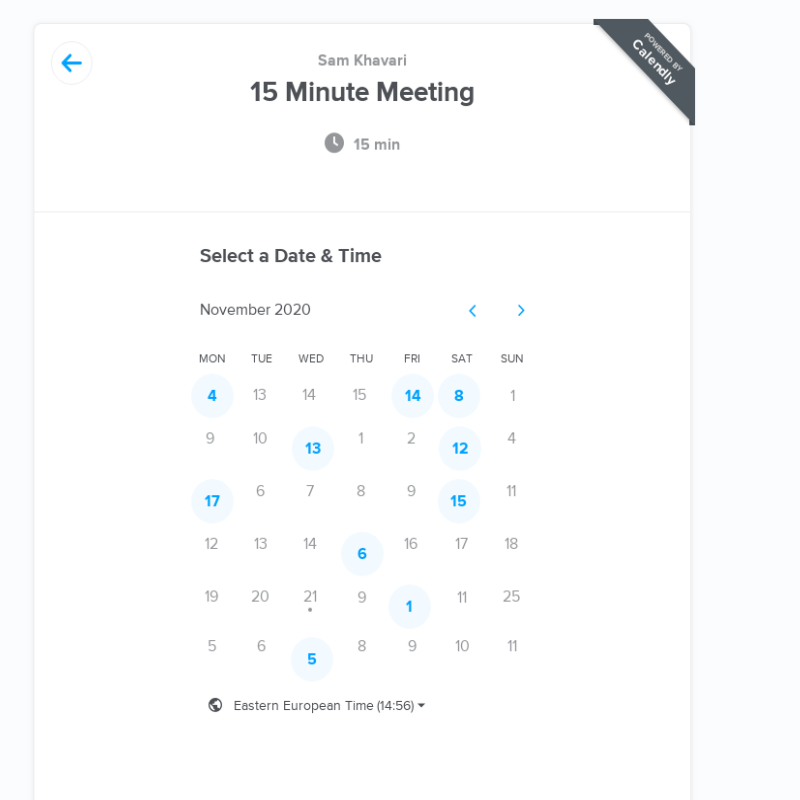 POWERED BY
Calendly
Sam Khavari
15 Minute Meeting
15 min
Select a Date & Time
November 2020
MON TUE WED THU FRI SAT SUN
4 13 14 15 14 8 1
9 10 13 1 2 12 4
17 6 7 8 9 15 11
12 13 14 6 16 17 18
19 20 21 9 1 11 25
5 6 5 8 9 10 11
Eastern European Time (14:56)